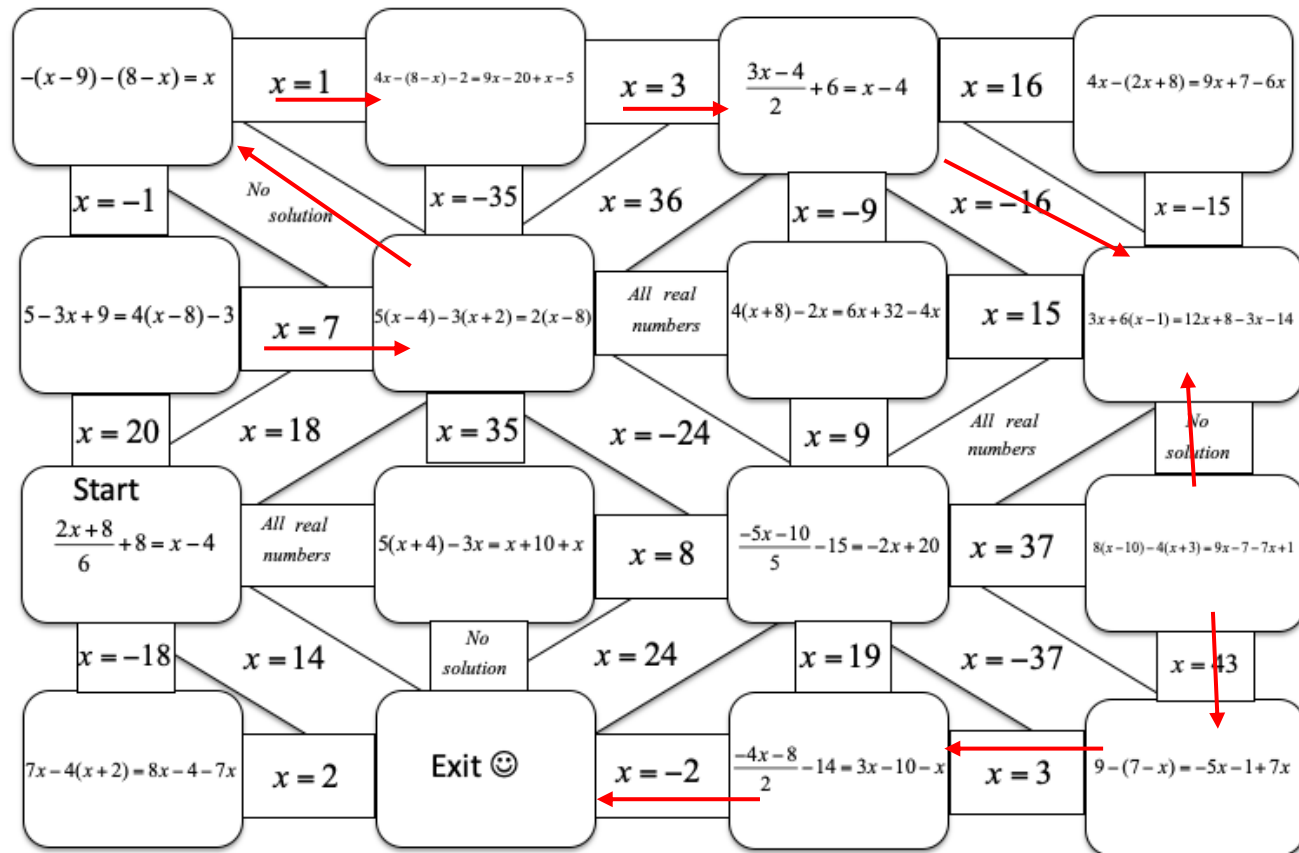 -(x-9)-(8-x)=x
x=1
4x-(8-x)-2=9x-20+x-5
x=3
\frac{3x-4}{2}+6=x-4
x=16
4x-(2x+8)=9x+7-6x
x=-1
No
solution
x=-35
x=36
x=-9
x=-16
x=-15
5-3x+9=4(x-8)-3
x=7
5(x-4)-3(x+2)=2(x-8)
All real
numbers
4(x+8)-2x=6x+32-4x
x=15
3x+6(x-1)=12x+8-3x-14
x=20
x=18
x=35
x=-24
x=9
All real
numbers
No
solution
Start
\frac{2x+8}{6}+8=x-4
All real
numbers
5(x+4)-3x=x+10+x
x=8
\frac{-5x-10}{5}-15=-2x+20
x=37
8(x-10)-4(x+3)=9x-7-7x+1
x=-18
x=14
No
solution
x=24
x=19
x=-37
x=43
7x-4(x+2)=8x-4-7x
x=2
Exit ☺
x=-2
\frac{-4x-8}{2}-14=3x-10-x
x=3
9-(7-x)=-5x-1+7x